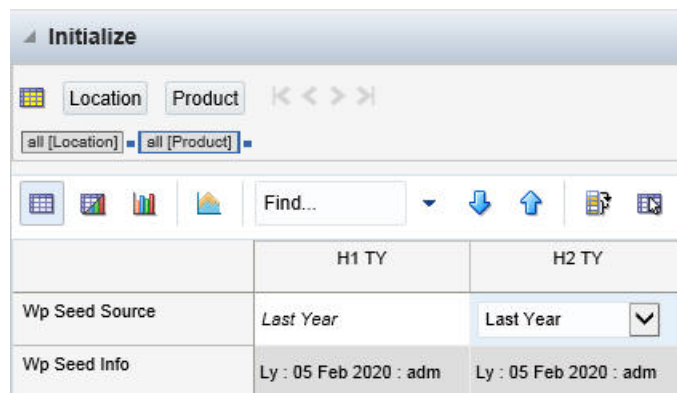 Initialize
Location Product
all [Location] all [Product]
Find...
H1 TY H2 TY
Wp Seed Source Last Year Last Year
Wp Seed Info Ly : 05 Feb 2020 : adm Ly : 05 Feb 2020 : adm